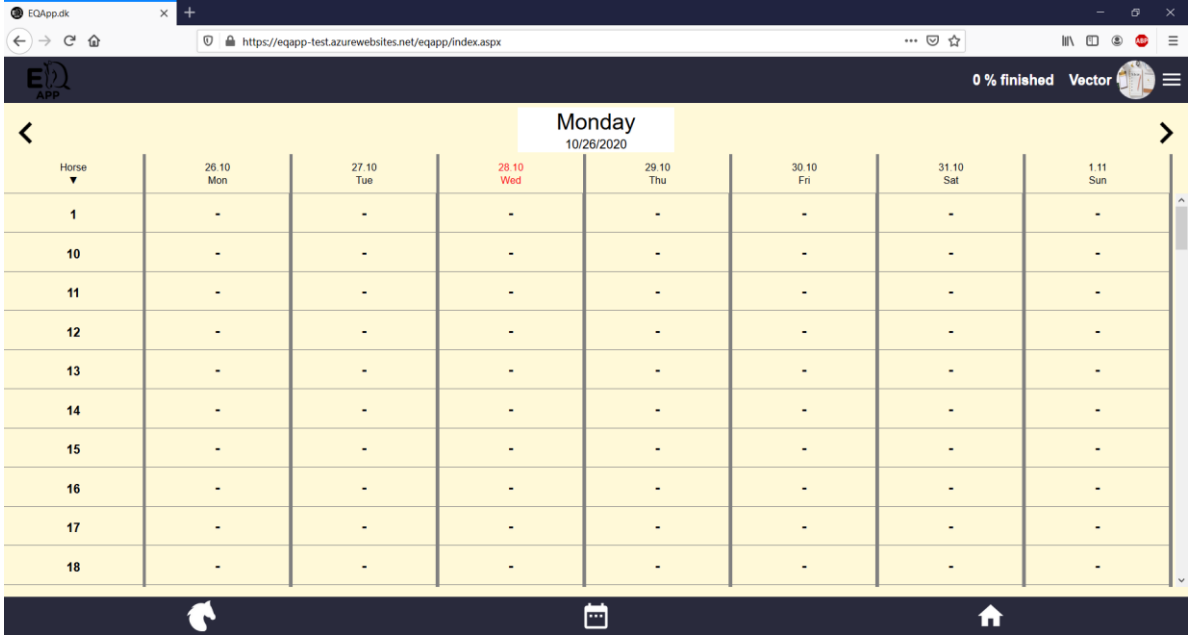 EQApp.dk
https://eqapp-test.azurewebsites.net/eqapp/index.aspx
ABP
EQ
APP
0 % finished Vector
Monday
10/26/2020
Horse 26.10 27.10 28.10 29.10 30.10 31.10 1.11
▼ Mon Tue Wed Thu Fri Sat Sun
1 - - - - - - -
10 - - - - - - -
11 - - - - - - -
12 - - - - - - -
13 - - - - - - -
14 - - - - - - -
15 - - - - - - -
16 - - - - - - -
17 - - - - - - -
18 - - - - - - -